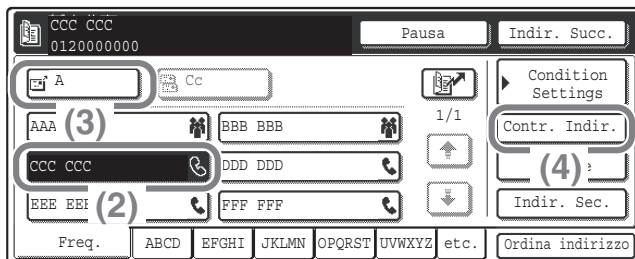 CCC CCC
0120000000
Pausa
Indir. Succ.
A
Cc
Condition
Settings
1/1
AAA
(3)
BBB BBB
Contr. Indir.
CCC CCC
DDD DDD
(4)
(2)
EEE
FFF FFF
Indir. Sec.
Freq.
ABCD
EFGHI
JKLMN
OPQRST
UVWXYZ
etc.
Ordina indirizzo